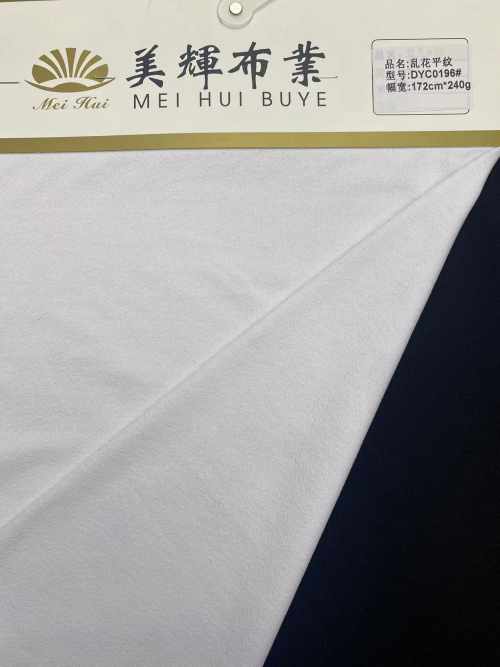 美輝布業
Mei Hui
MEI HUI BUYE
品名:乱花平纹
型号:DYC0196#
幅宽:172cm*240g